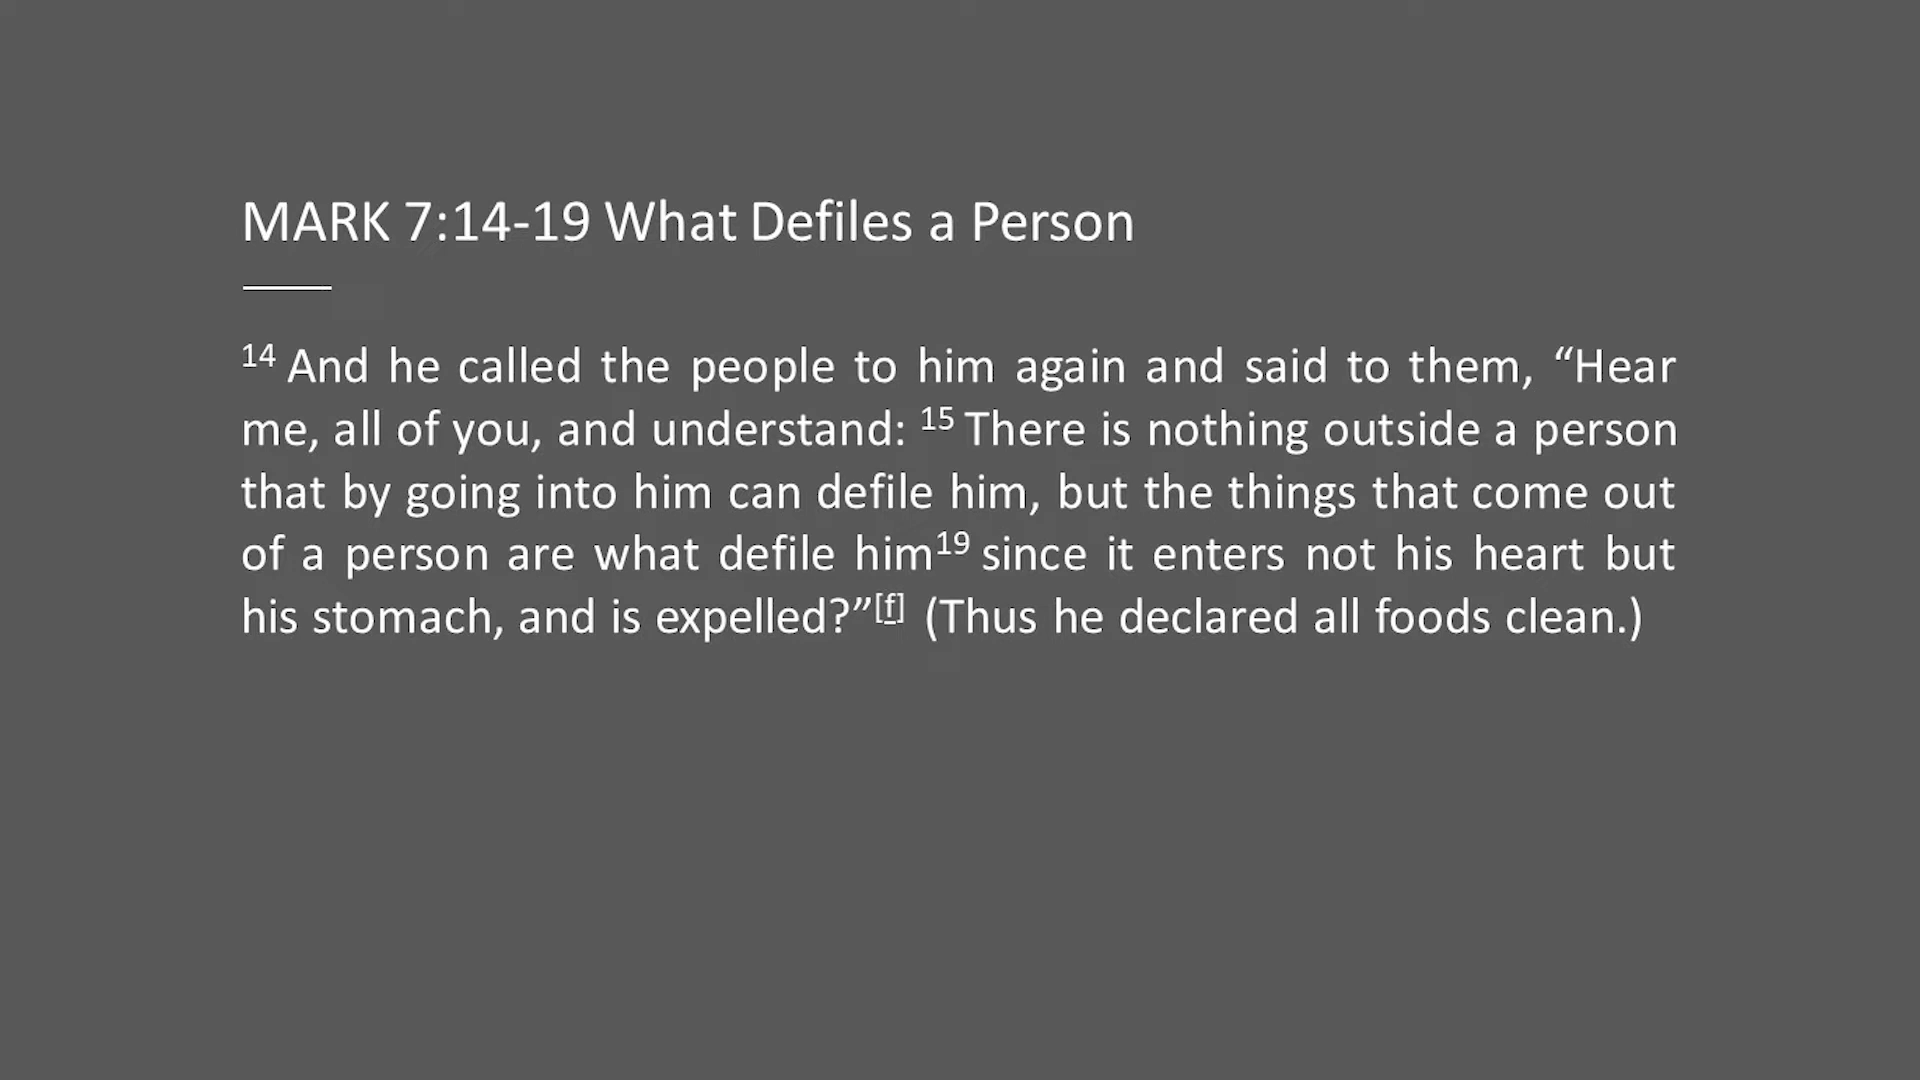 MARK 7:14-19 What Defiles a Person
14 And he called the people to him again and said to them, “Hear
me, all of you, and understand: 15 There is nothing outside a person
that by going into him can defile him, but the things that come out
of a person are what defile him19 since it enters not his heart but
his stomach, and is expelled?”[f] (Thus he declared all foods clean.)